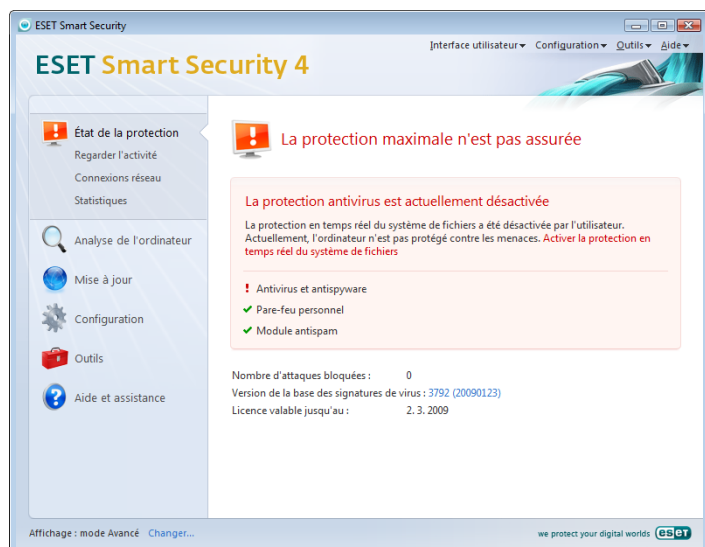 ESET Smart Security
Interface utilisateur Configuration Outils Aide
ESET Smart Security 4
État de la protection
Regarder l'activité
Connexions réseau
Statistiques
Analyse de l'ordinateur
Mise à jour
Configuration
Outils
Aide et assistance
La protection maximale n'est pas assurée
La protection antivirus est actuellement désactivée
La protection en temps réel du système de fichiers a été désactivée par l'utilisateur.
Actuellement, l'ordinateur n'est pas protégé contre les menaces. Activer la protection en
temps réel du système de fichiers
Antivirus et antispyware
Pare-feu personnel
Module antispam
Nombre d'attaques bloquées : 0
Version de la base des signatures de virus : 3792 (20090123)
Licence valable jusqu'au : 2. 3. 2009
Affichage : mode Avancé Changer...
we protect your digital worlds eset